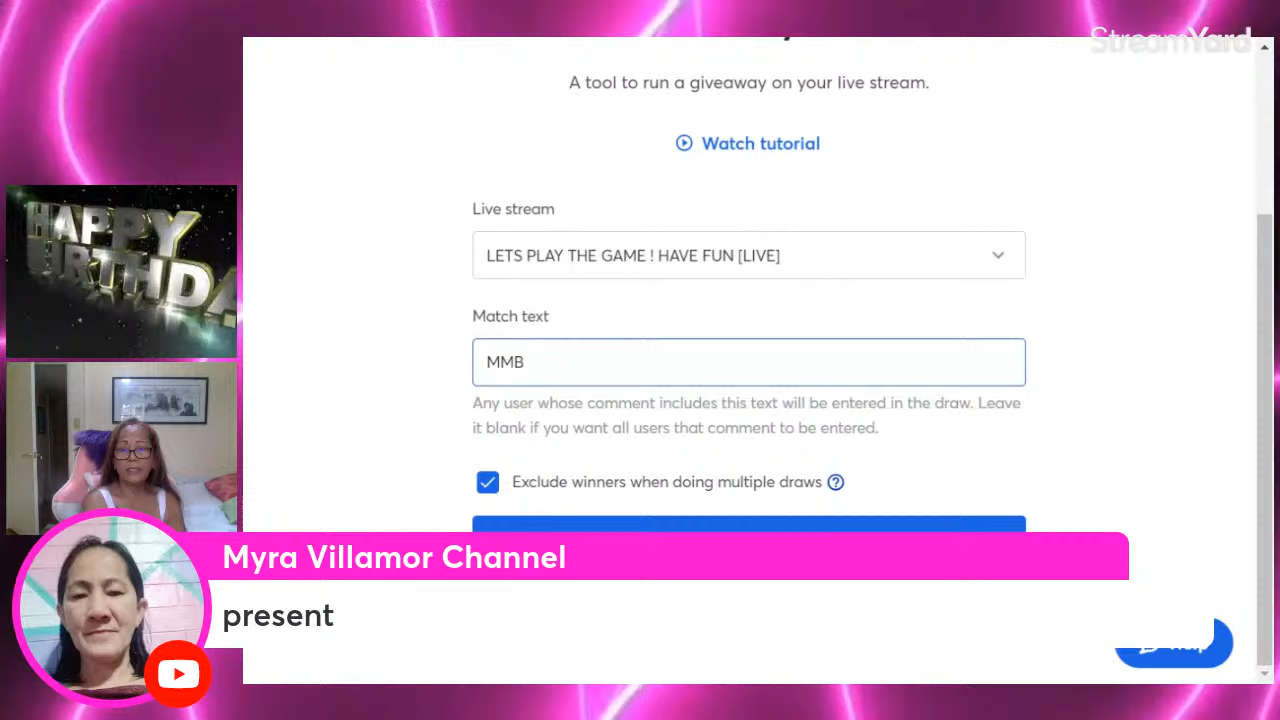 StreamYard
A tool to run a giveaway on your live stream.
Watch tutorial
HAPPY
Live stream
LETS PLAY THE GAME ! HAVE FUN [LIVE]
Match text
MMB
Any user whose comment includes this text will be entered in the draw. Leave
it blank if you want all users that comment to be entered.
Exclude winners when doing multiple draws
Myra Villamor Channel
present
Help